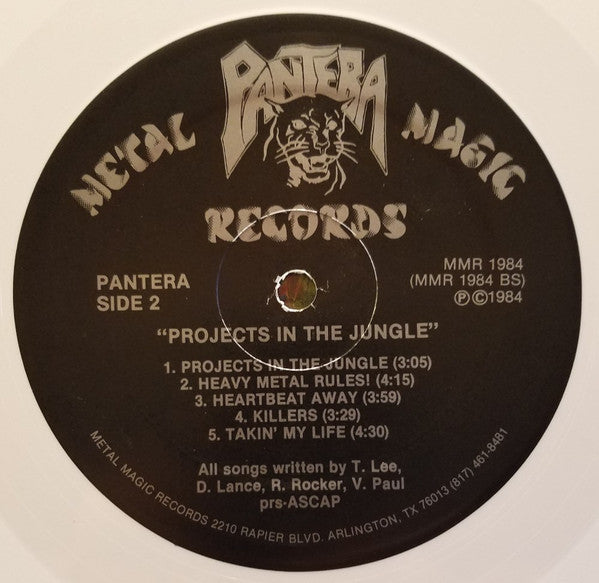 PANTERA
METAL MAGIC
RECORDS
PANTERA
SIDE 2
MMR 1984
(MMR 1984 BS)
ⓅⒸ1984
"PROJECTS IN THE JUNGLE"
1. PROJECTS IN THE JUNGLE (3:05)
2. HEAVY METAL RULES! (4:15)
3. HEARTBEAT AWAY (3:59)
4. KILLERS (3:29)
5. TAKIN' MY LIFE (4:30)
All songs written by T. Lee,
D. Lance, R. Rocker, V. Paul
prs-ASCAP
METAL MAGIC RECORDS 2210 RAPIER BLVD. ARLINGTON, TX 76013 (817) 461-8481